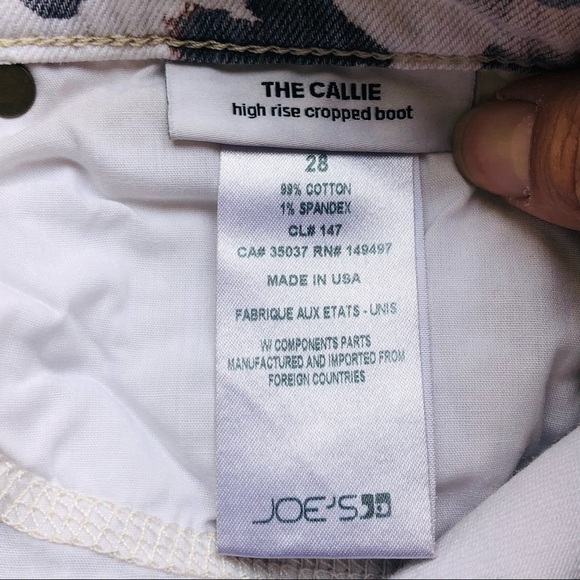 THE CALLIE
high rise cropped boot
28
99% COTTON
1% SPANDEX
CL# 147
CA# 35037 RN# 149497
MADE IN USA
FABRIQUE AUX ETATS - UNIS
W/ COMPONENTS PARTS
MANUFACTURED AND IMPORTED FROM
FOREIGN COUNTRIES
JOE'S